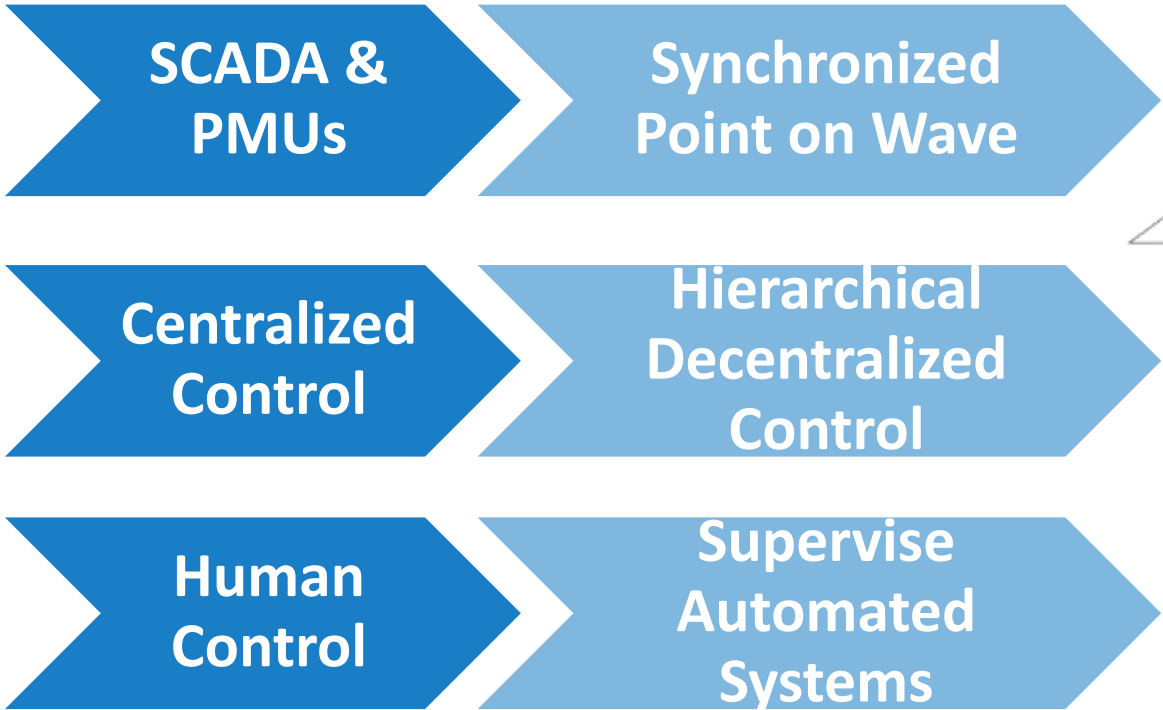 SCADA &
PMUs
Synchronized
Point on Wave
Centralized
Control
Hierarchical
Decentralized
Control
Human
Control
Supervise
Automated
Systems